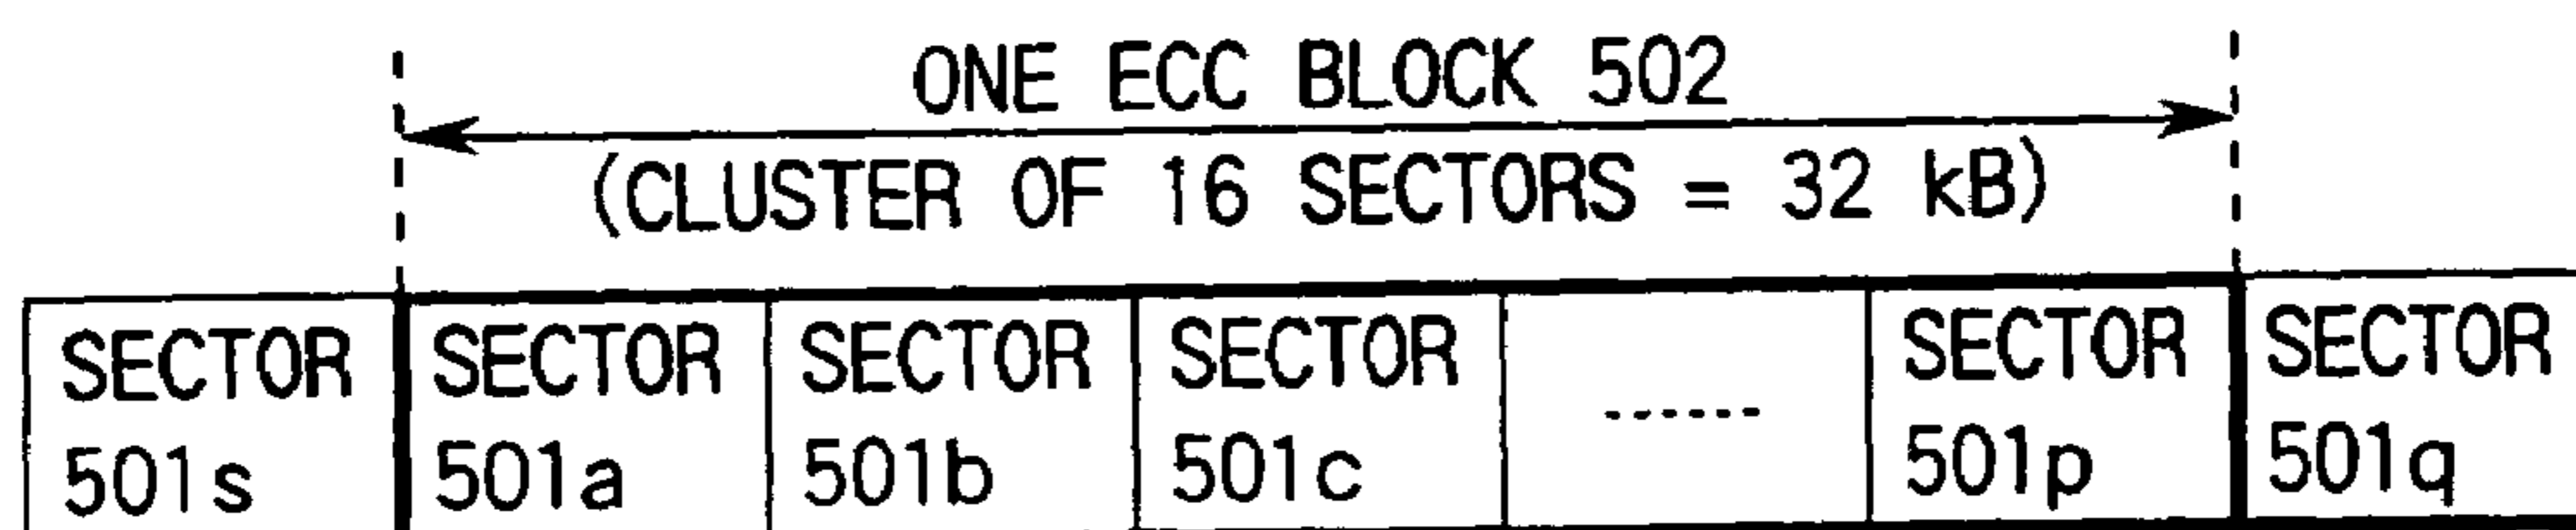 ONE ECC BLOCK 502
(CLUSTER OF 16 SECTORS = 32 kB)
SECTOR SECTOR SECTOR SECTOR ...... SECTOR SECTOR
501s 501a 501b 501c 501p 501q